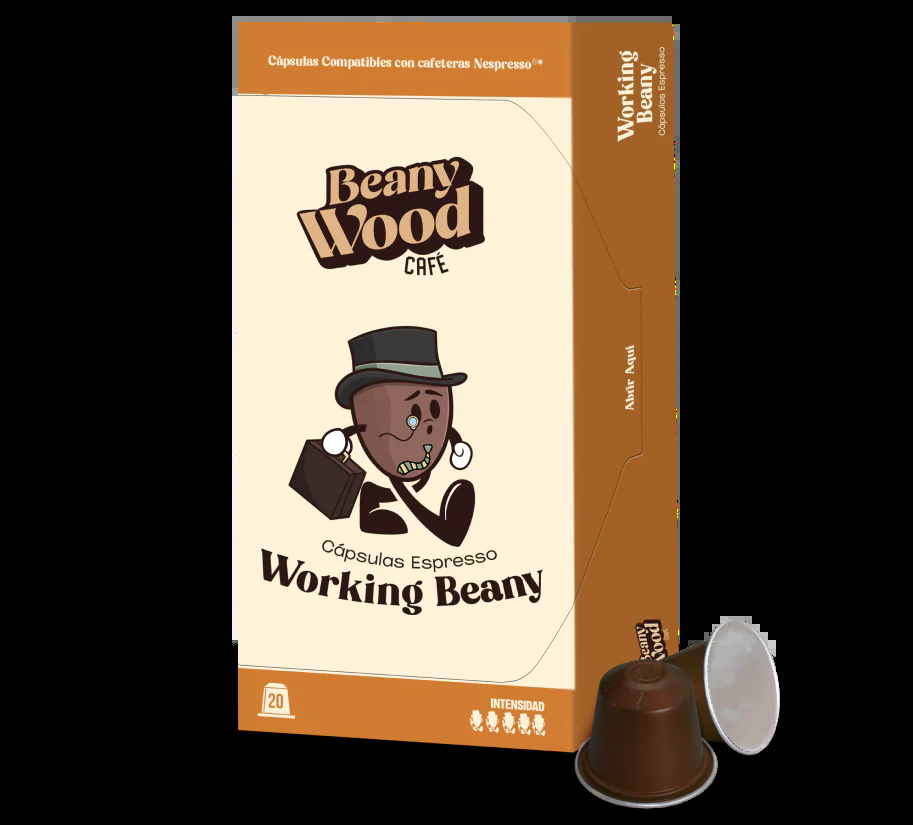 Cápsulas Compatibles con cafeteras Nespresso®*
Beany
Wood
CAFÉ
Cápsulas Espresso
Working Beany
20
INTENSIDAD
Working
Beany
Cápsulas Espresso
Abrir Aquí
Beany
Wood